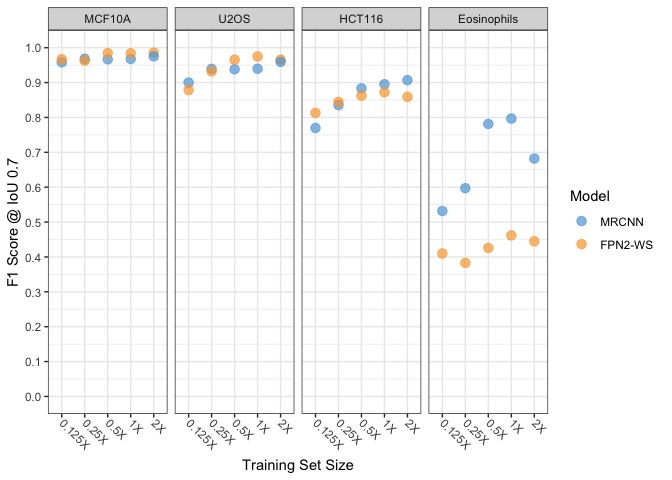 MCF10A U2OS HCT116 Eosinophils
1.0
0.9
0.8
0.7
0.6
0.5
0.4
0.3
0.2
0.1
0.0
F1 Score @ IoU 0.7
0.125X 0.25X 0.5X 1X 2X 0.125X 0.25X 0.5X 1X 2X 0.125X 0.25X 0.5X 1X 2X 0.125X 0.25X 0.5X 1X 2X
Training Set Size
Model
MRCNN
FPN2-WS